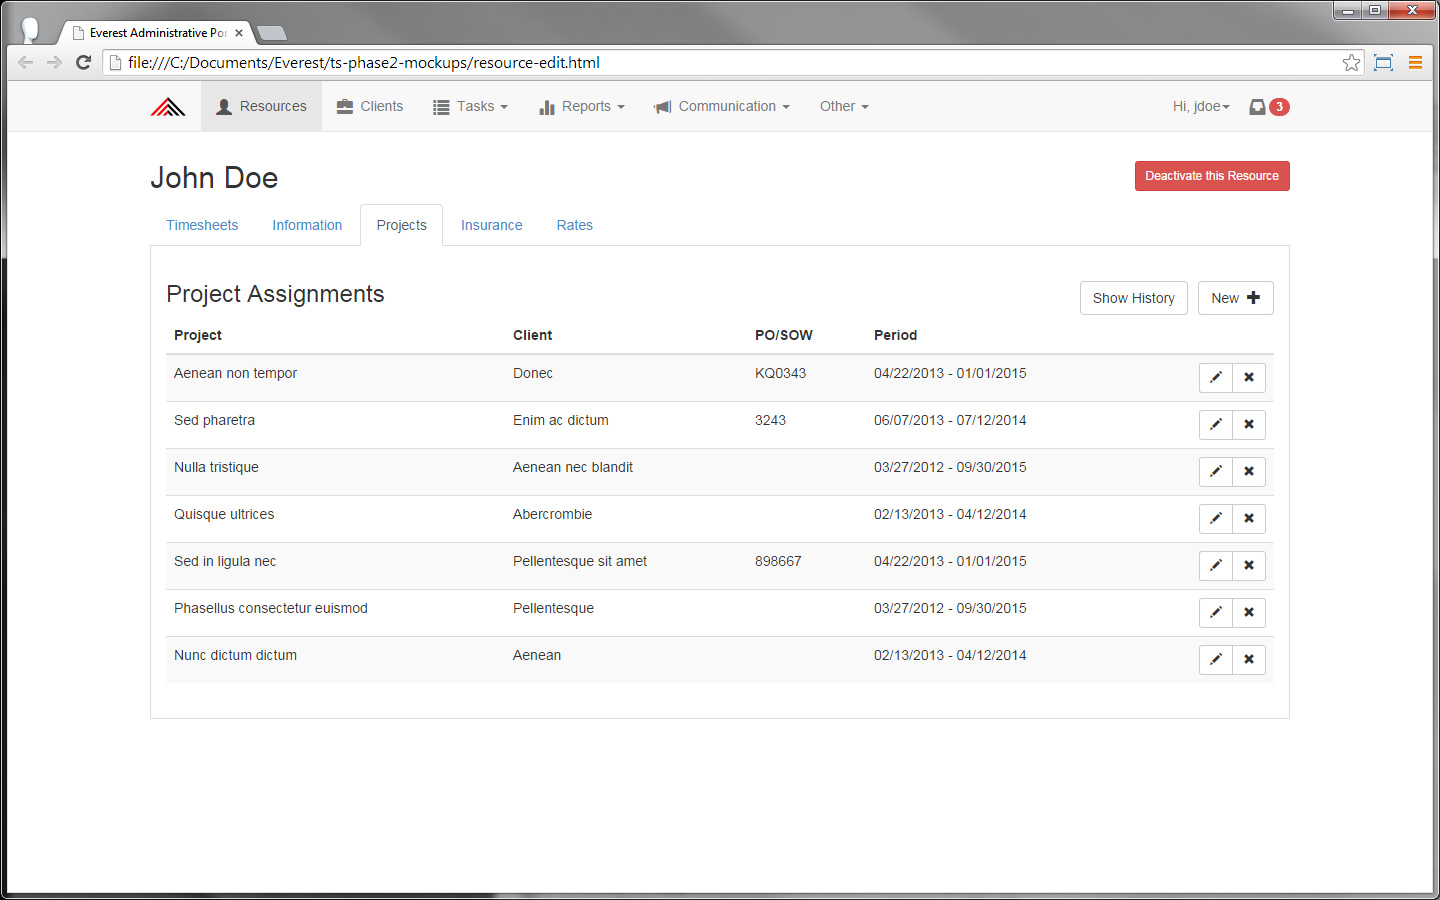 Everest Administrative Por
file:///C:/Documents/Everest/ts-phase2-mockups/resource-edit.html
Resources Clients Tasks Reports Communication Other Hi, jdoe 3
John Doe Deactivate this Resource
Timesheets Information Projects Insurance Rates
Project Assignments Show History New
Project Client PO/SOW Period
Aenean non tempor Donec KQ0343 04/22/2013 - 01/01/2015
Sed pharetra Enim ac dictum 3243 06/07/2013 - 07/12/2014
Nulla tristique Aenean nec blandit 03/27/2012 - 09/30/2015
Quisque ultrices Abercrombie 02/13/2013 - 04/12/2014
Sed in ligula nec Pellentesque sit amet 898667 04/22/2013 - 01/01/2015
Phasellus consectetur euismod Pellentesque 03/27/2012 - 09/30/2015
Nunc dictum dictum Aenean 02/13/2013 - 04/12/2014